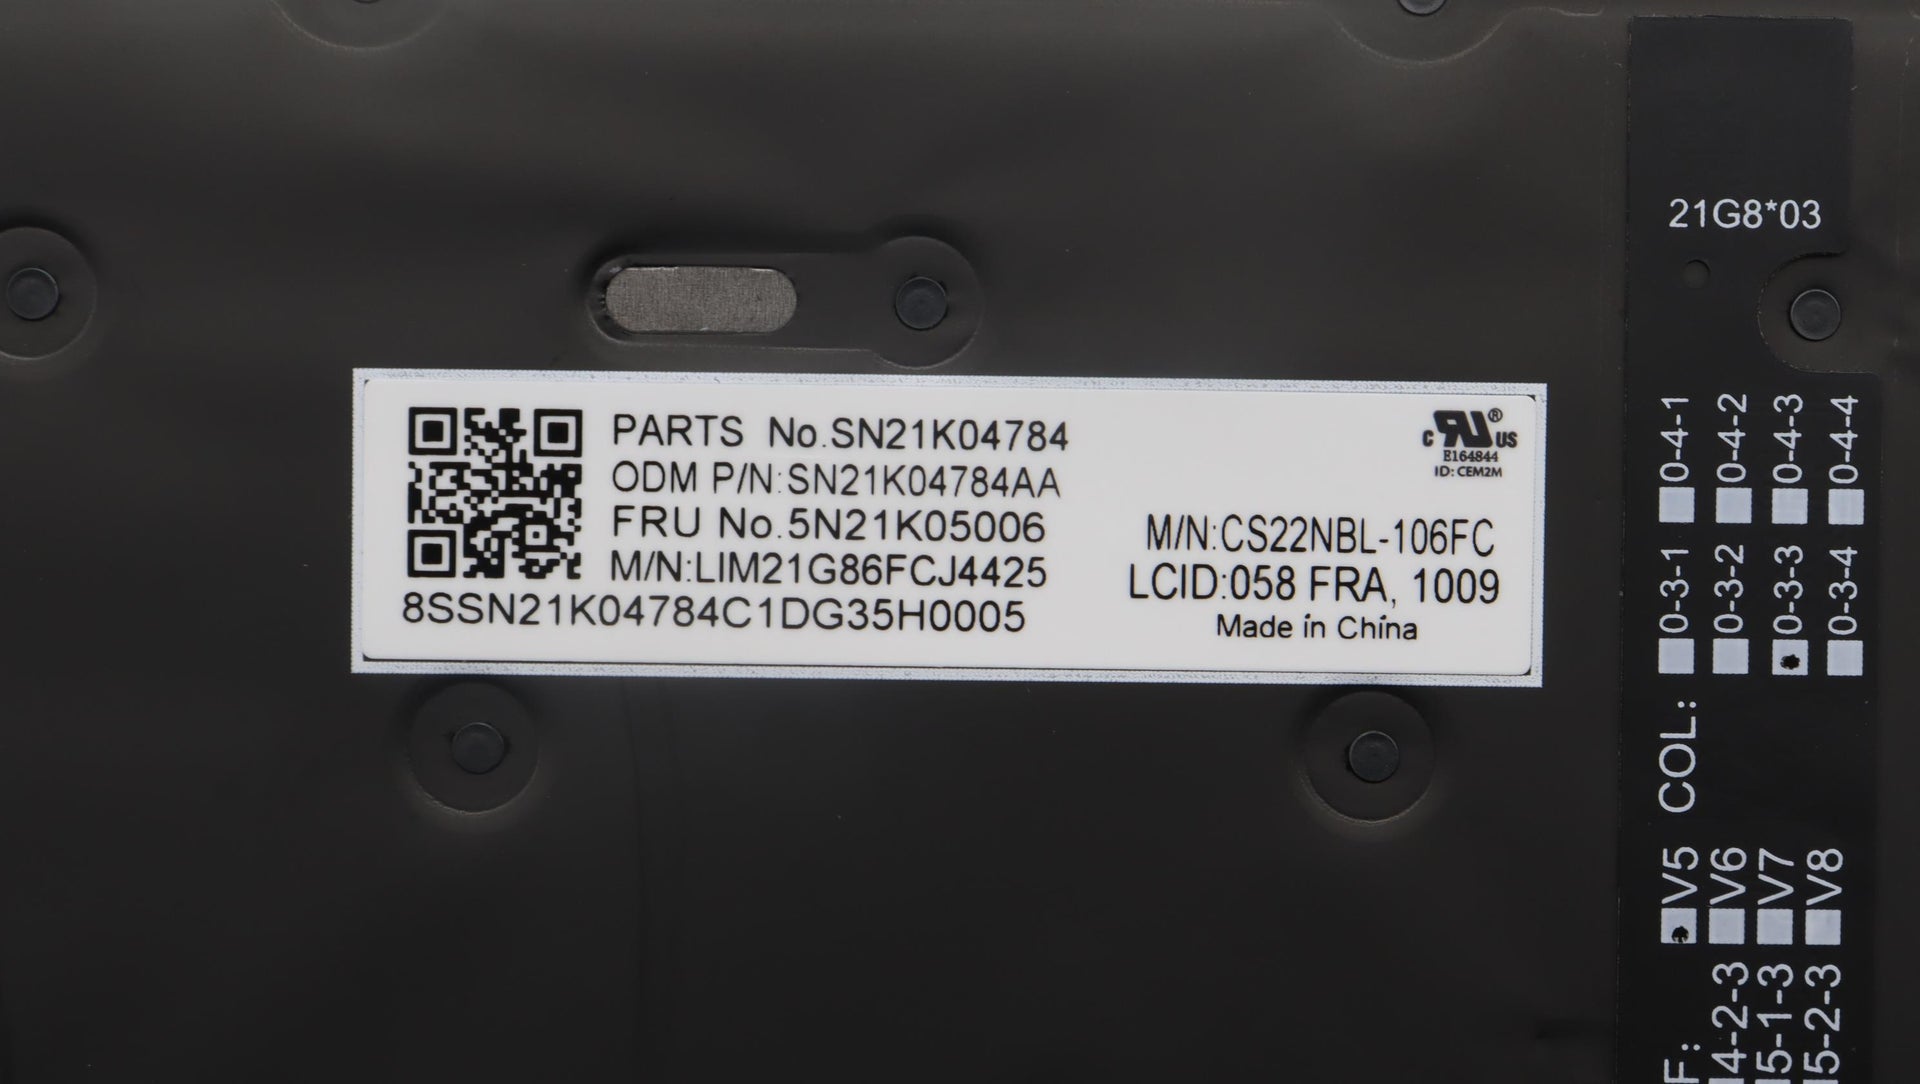 PARTS No.SN21K04784
ODM P/N:SN21K04784AA
FRU No.5N21K05006
M/N:LIM21G86FCJ4425
8SSN21K04784C1DG35H0005
c RU ® US
E164844
ID: CEM2M
M/N:CS22NBL-106FC
LCID:058 FRA, 1009
Made in China
21G8*03
COL: 0-3-1 0-4-1
0-3-2 0-4-2
0-3-3 0-4-3
0-3-4 0-4-4
F: V5
4-2-3 V6
5-1-3 V7
5-2-3 V8